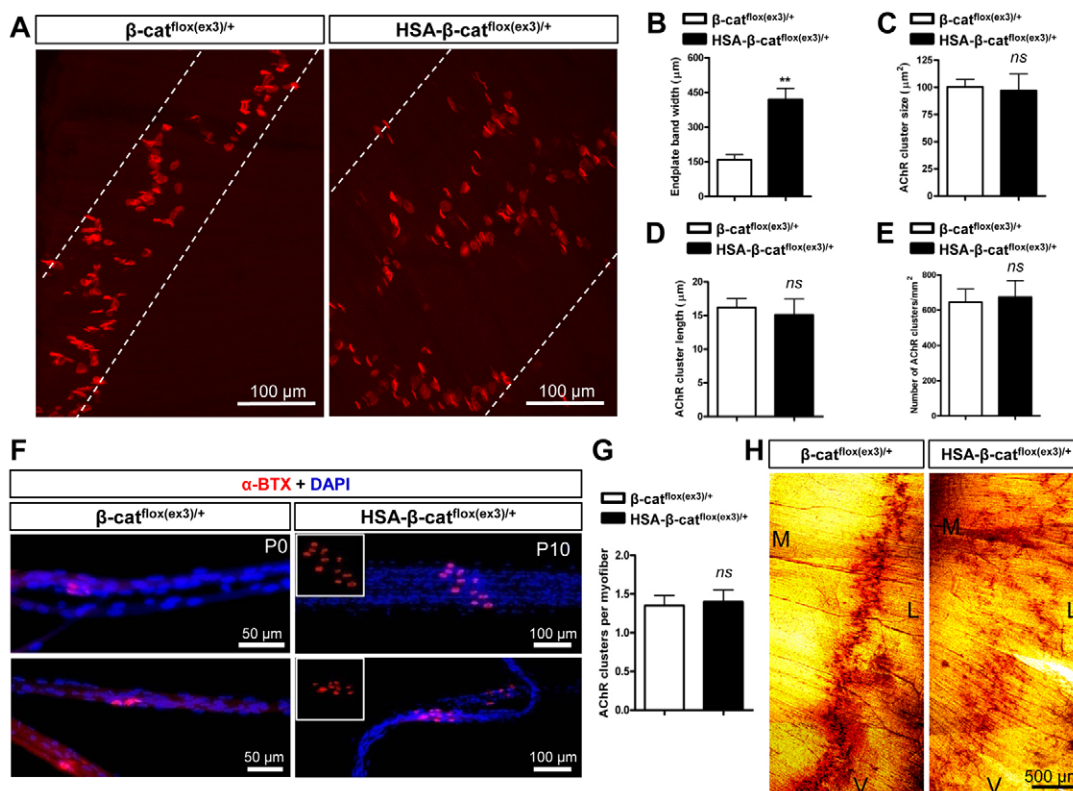 A
β-cat^flox(ex3)/+
HSA-β-cat^flox(ex3)/+
100 µm
100 µm
B
β-cat^flox(ex3)/+
HSA-β-cat^flox(ex3)/+
Endplate band width (µm)
600
450
300
150
0
**
C
β-cat^flox(ex3)/+
HSA-β-cat^flox(ex3)/+
AChR cluster size (µm²)
125
100
75
50
25
0
ns
D
β-cat^flox(ex3)/+
HSA-β-cat^flox(ex3)/+
AChR cluster length (µm)
20
15
10
5
0
ns
E
β-cat^flox(ex3)/+
HSA-β-cat^flox(ex3)/+
Number of AChR clusters/mm²
800
600
400
200
0
ns
F
α-BTX + DAPI
β-cat^flox(ex3)/+
HSA-β-cat^flox(ex3)/+
P0
P10
50 µm
100 µm
50 µm
100 µm
G
β-cat^flox(ex3)/+
HSA-β-cat^flox(ex3)/+
AChR clusters per myofiber
2.0
1.5
1.0
0.5
0.0
ns
H
β-cat^flox(ex3)/+
HSA-β-cat^flox(ex3)/+
M
L
V
M
L
V
500 µm